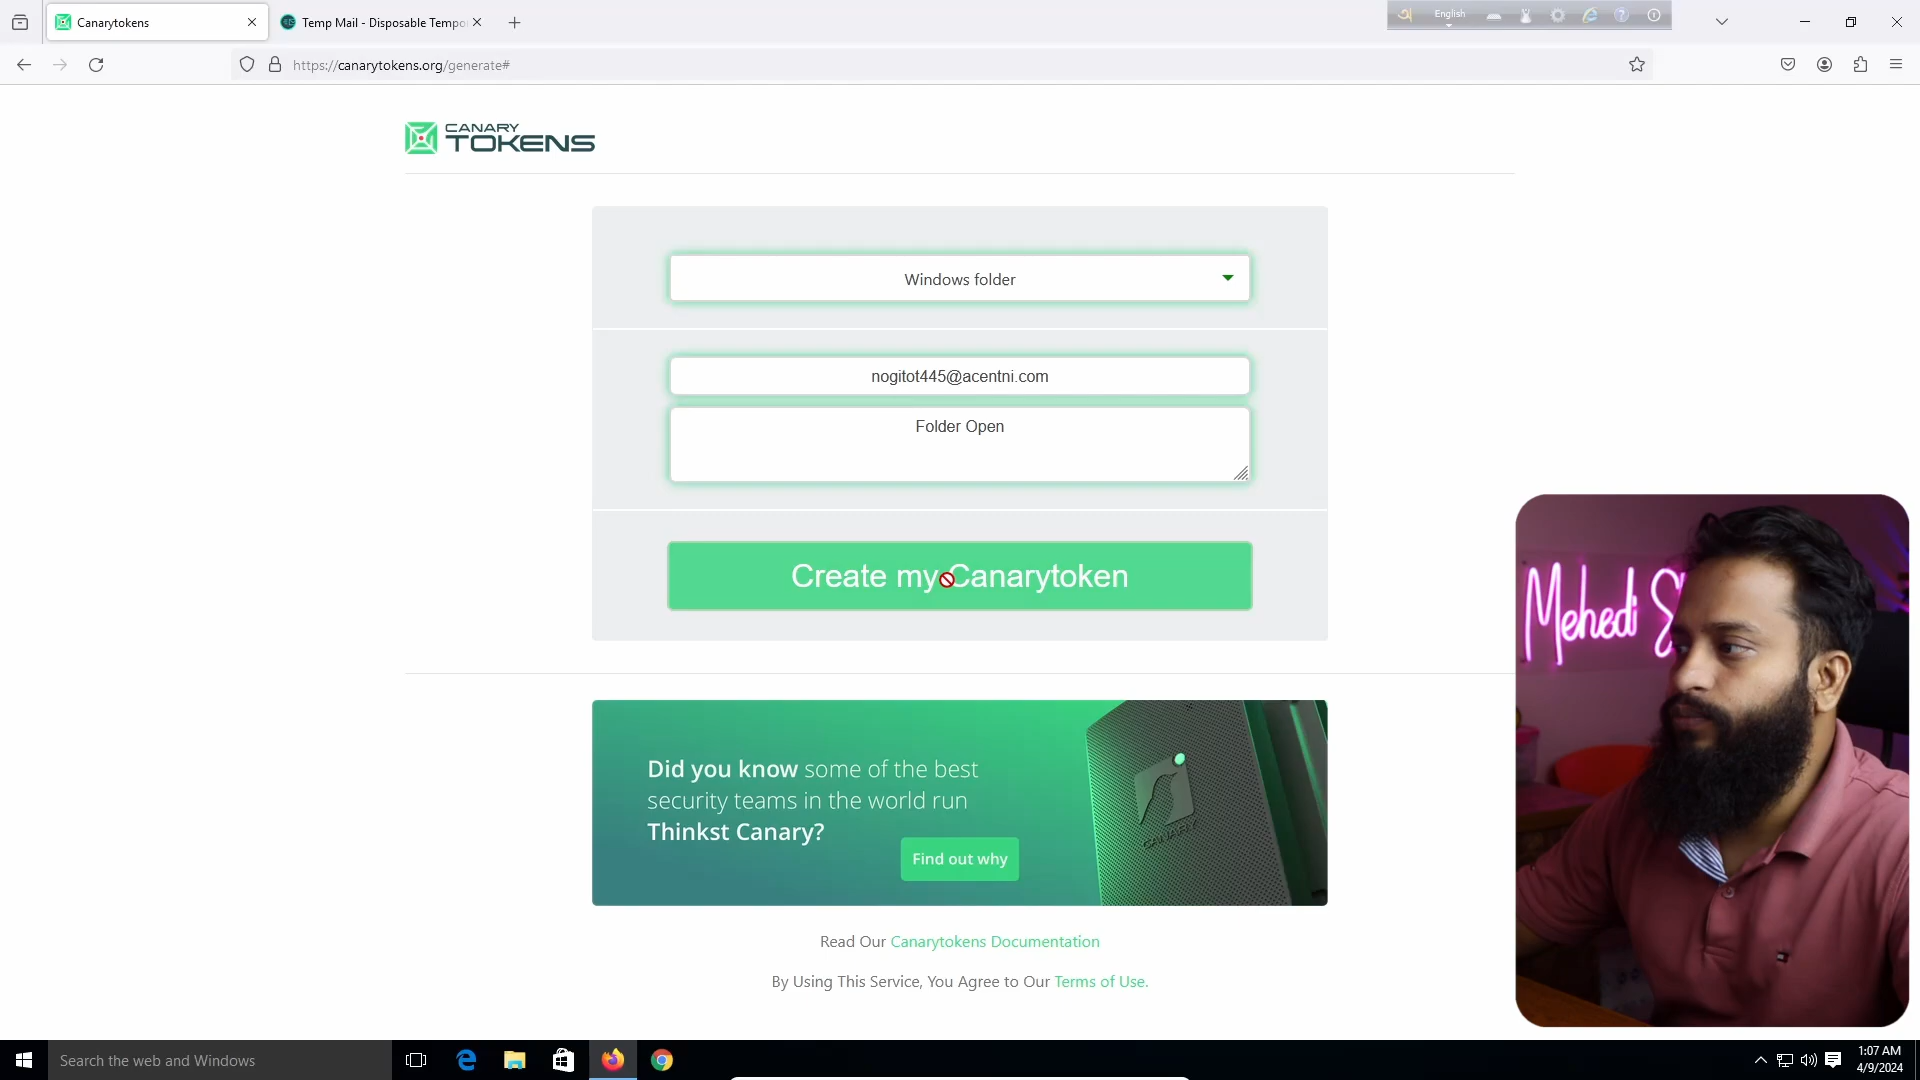 Canarytokens
Temp Mail - Disposable Tempo
English
https://canarytokens.org/generate#
CANARY
TOKENS
Windows folder
nogitot445@acentni.com
Folder Open
Create my Canarytoken
Did you know some of the best
security teams in the world run
Thinkst Canary?
Find out why
CANARY
Mehedi S
Read Our Canarytokens Documentation
By Using This Service, You Agree to Our Terms of Use.
Search the web and Windows
1:07 AM
4/9/2024